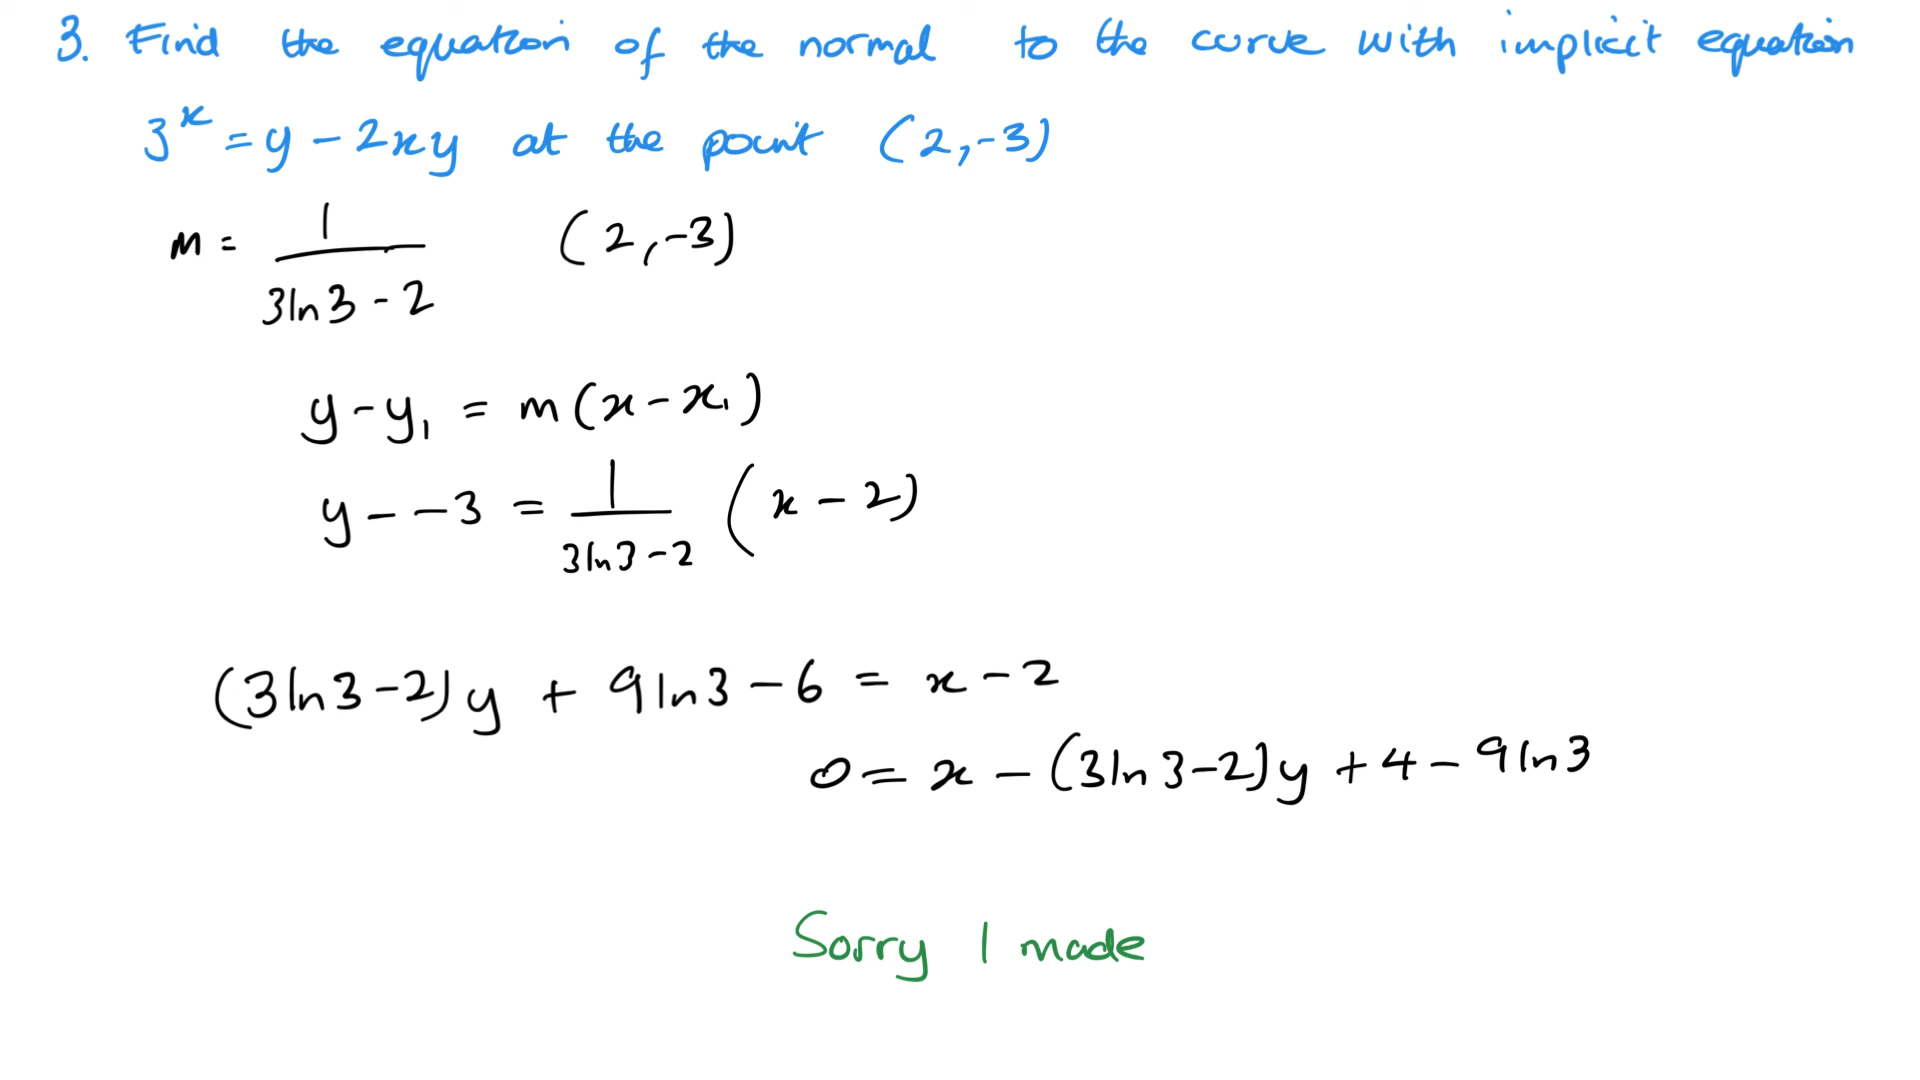 3. Find the equation of the normal to the curve with implicit equation
3^x = y - 2xy at the point (2,-3)
m = 1/(3ln3 - 2) (2,-3)
y - y₁ = m(x - x₁)
y - -3 = 1/(3ln3 - 2) (x - 2)
(3ln3 - 2)y + 9ln3 - 6 = x - 2
0 = x - (3ln3 - 2)y + 4 - 9ln3
Sorry I made